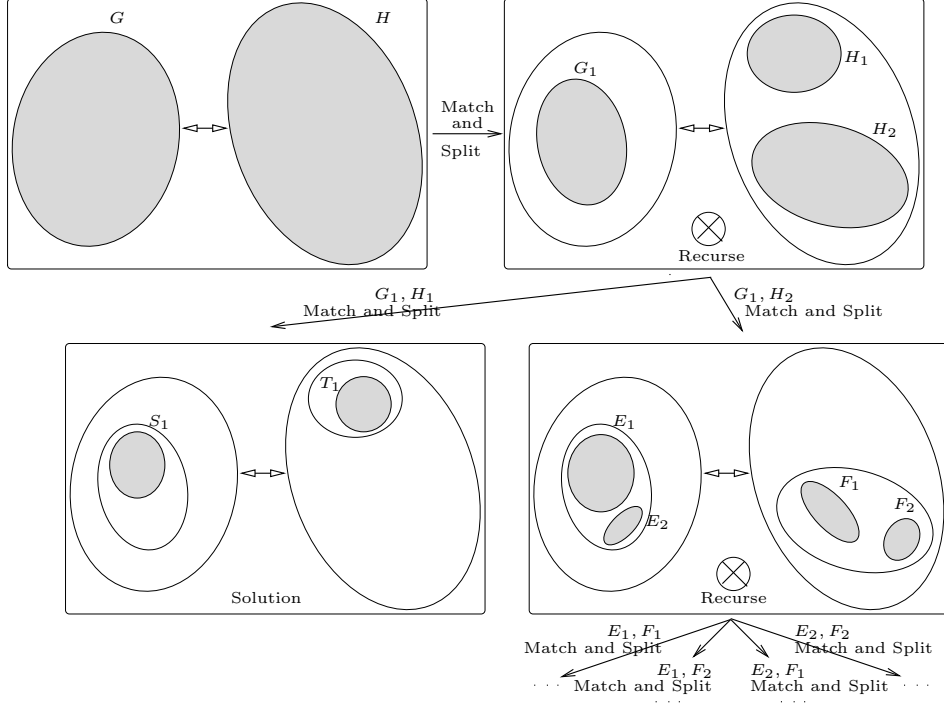 G
H
Match
and
Split
G₁
H₁
H₂
Recurse
G₁, H₁
Match and Split
G₁, H₂
Match and Split
S₁
T₁
Solution
E₁
E₂
F₁
F₂
Recurse
E₁, F₁
Match and Split
E₂, F₂
Match and Split
E₁, F₂
Match and Split
E₂, F₁
Match and Split
. . .
. . .
. . .
. . .